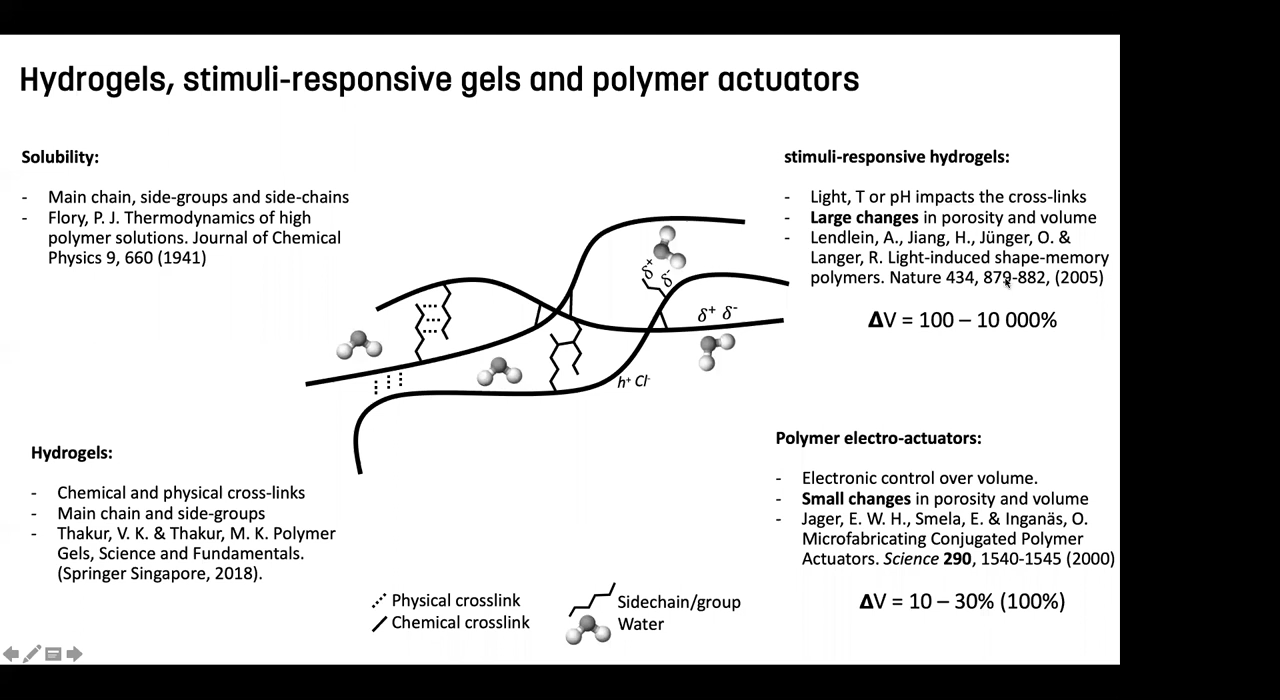 Hydrogels, stimuli-responsive gels and polymer actuators
Solubility:
- Main chain, side-groups and side-chains
- Flory, P. J. Thermodynamics of high
polymer solutions. Journal of Chemical
Physics 9, 660 (1941)
stimuli-responsive hydrogels:
- Light, T or pH impacts the cross-links
- Large changes in porosity and volume
- Lendlein, A., Jiang, H., Jünger, O. &
Langer, R. Light-induced shape-memory
polymers. Nature 434, 879-882, (2005)
ΔV = 100 – 10 000%
δ+
δ-
δ+ δ-
h+ Cl-
Hydrogels:
- Chemical and physical cross-links
- Main chain and side-groups
- Thakur, V. K. & Thakur, M. K. Polymer
Gels, Science and Fundamentals.
(Springer Singapore, 2018).
Polymer electro-actuators:
- Electronic control over volume.
- Small changes in porosity and volume
- Jager, E. W. H., Smela, E. & Inganäs, O.
Microfabricating Conjugated Polymer
Actuators. Science 290, 1540-1545 (2000)
ΔV = 10 – 30% (100%)
Physical crosslink
Chemical crosslink
Sidechain/group
Water